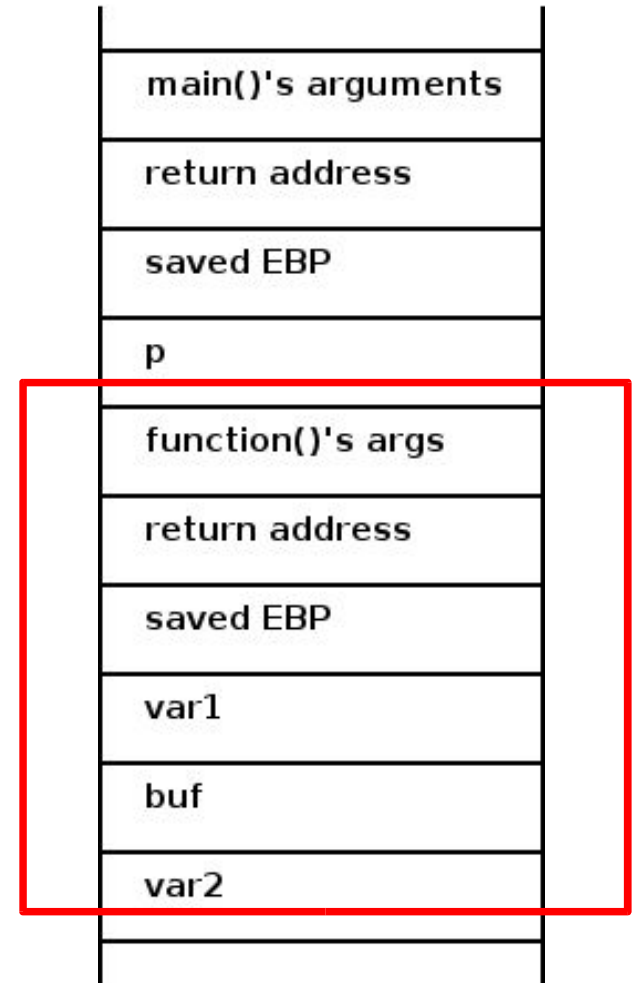 main()'s arguments
return address
saved EBP
p
function()'s args
return address
saved EBP
var1
buf
var2